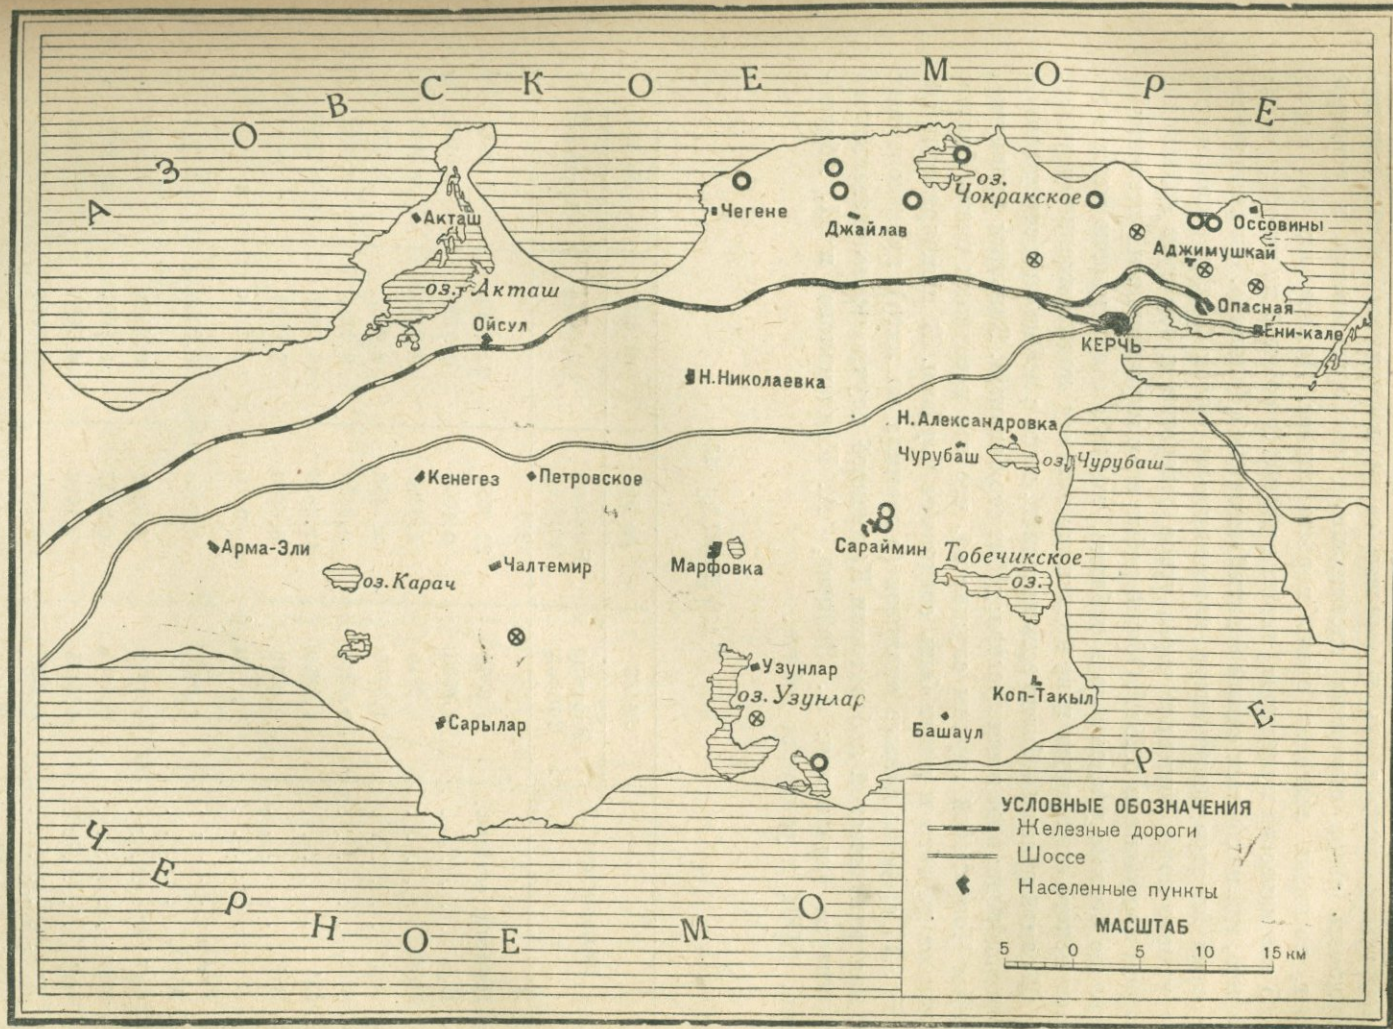 АЗОВСКОЕ МОРЕ
Акташ
оз. Акташ
Ойсул
Чегене
Джайлав
оз.
Чокракское
Оссовины
Аджимушкай
Опасная
Ени-кале
КЕРЧЬ
Н.Николаевка
Н.Александровка
Чурубаш
оз. Чурубаш
Кенегез
Петровское
Арма-Эли
оз. Карач
Чалтемир
Марфовка
Сараймин
Тобечикское
оз.
Узунлар
оз. Узунлар
Коп-Такыл
Башаул
Сарылар
ЧЕРНОЕ МОРЕ
УСЛОВНЫЕ ОБОЗНАЧЕНИЯ
Железные дороги
Шоссе
Населенные пункты
МАСШТАБ
5 0 5 10 15 км